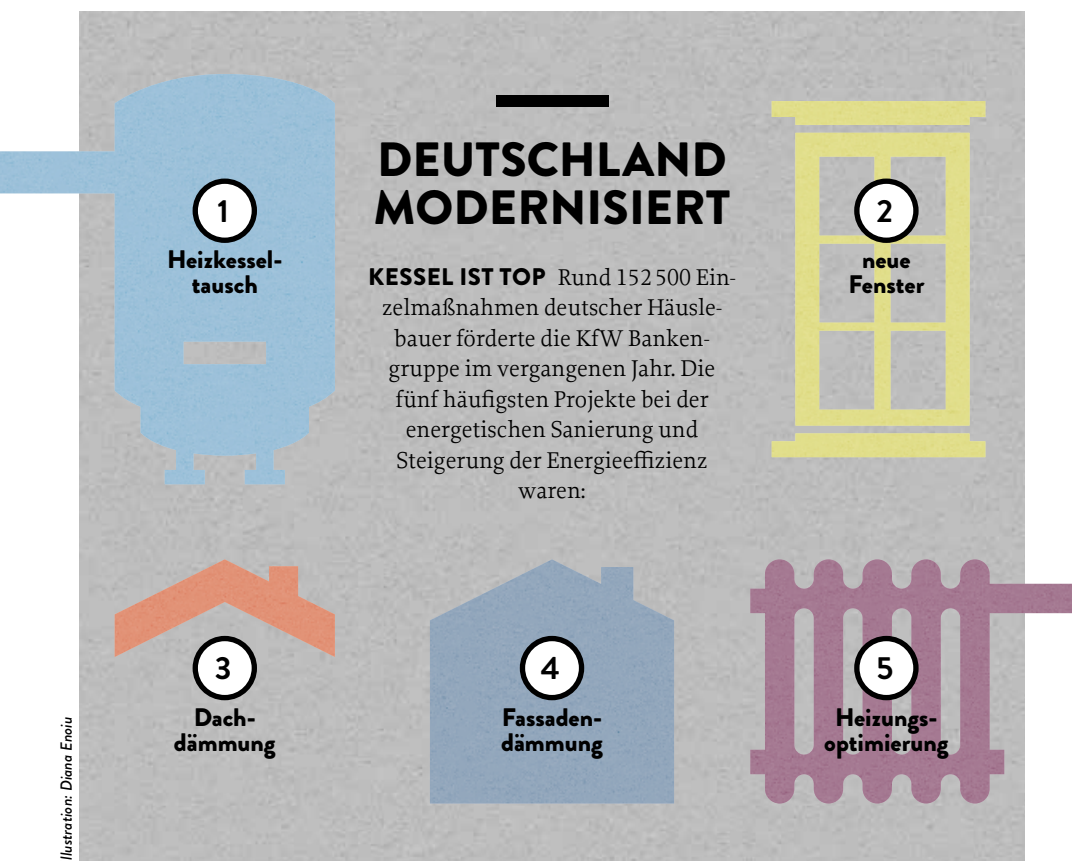 DEUTSCHLAND
MODERNISIERT
KESSEL IST TOP Rund 152 500 Ein-
zelmaßnahmen deutscher Häusle-
bauer förderte die KfW Banken-
gruppe im vergangenen Jahr. Die
fünf häufigsten Projekte bei der
energetischen Sanierung und
Steigerung der Energieeffizienz
waren:
1
Heizkessel-
tausch
2
neue
Fenster
3
Dach-
dämmung
4
Fassaden-
dämmung
5
Heizungs-
optimierung
Illustration: Diana Enoiu